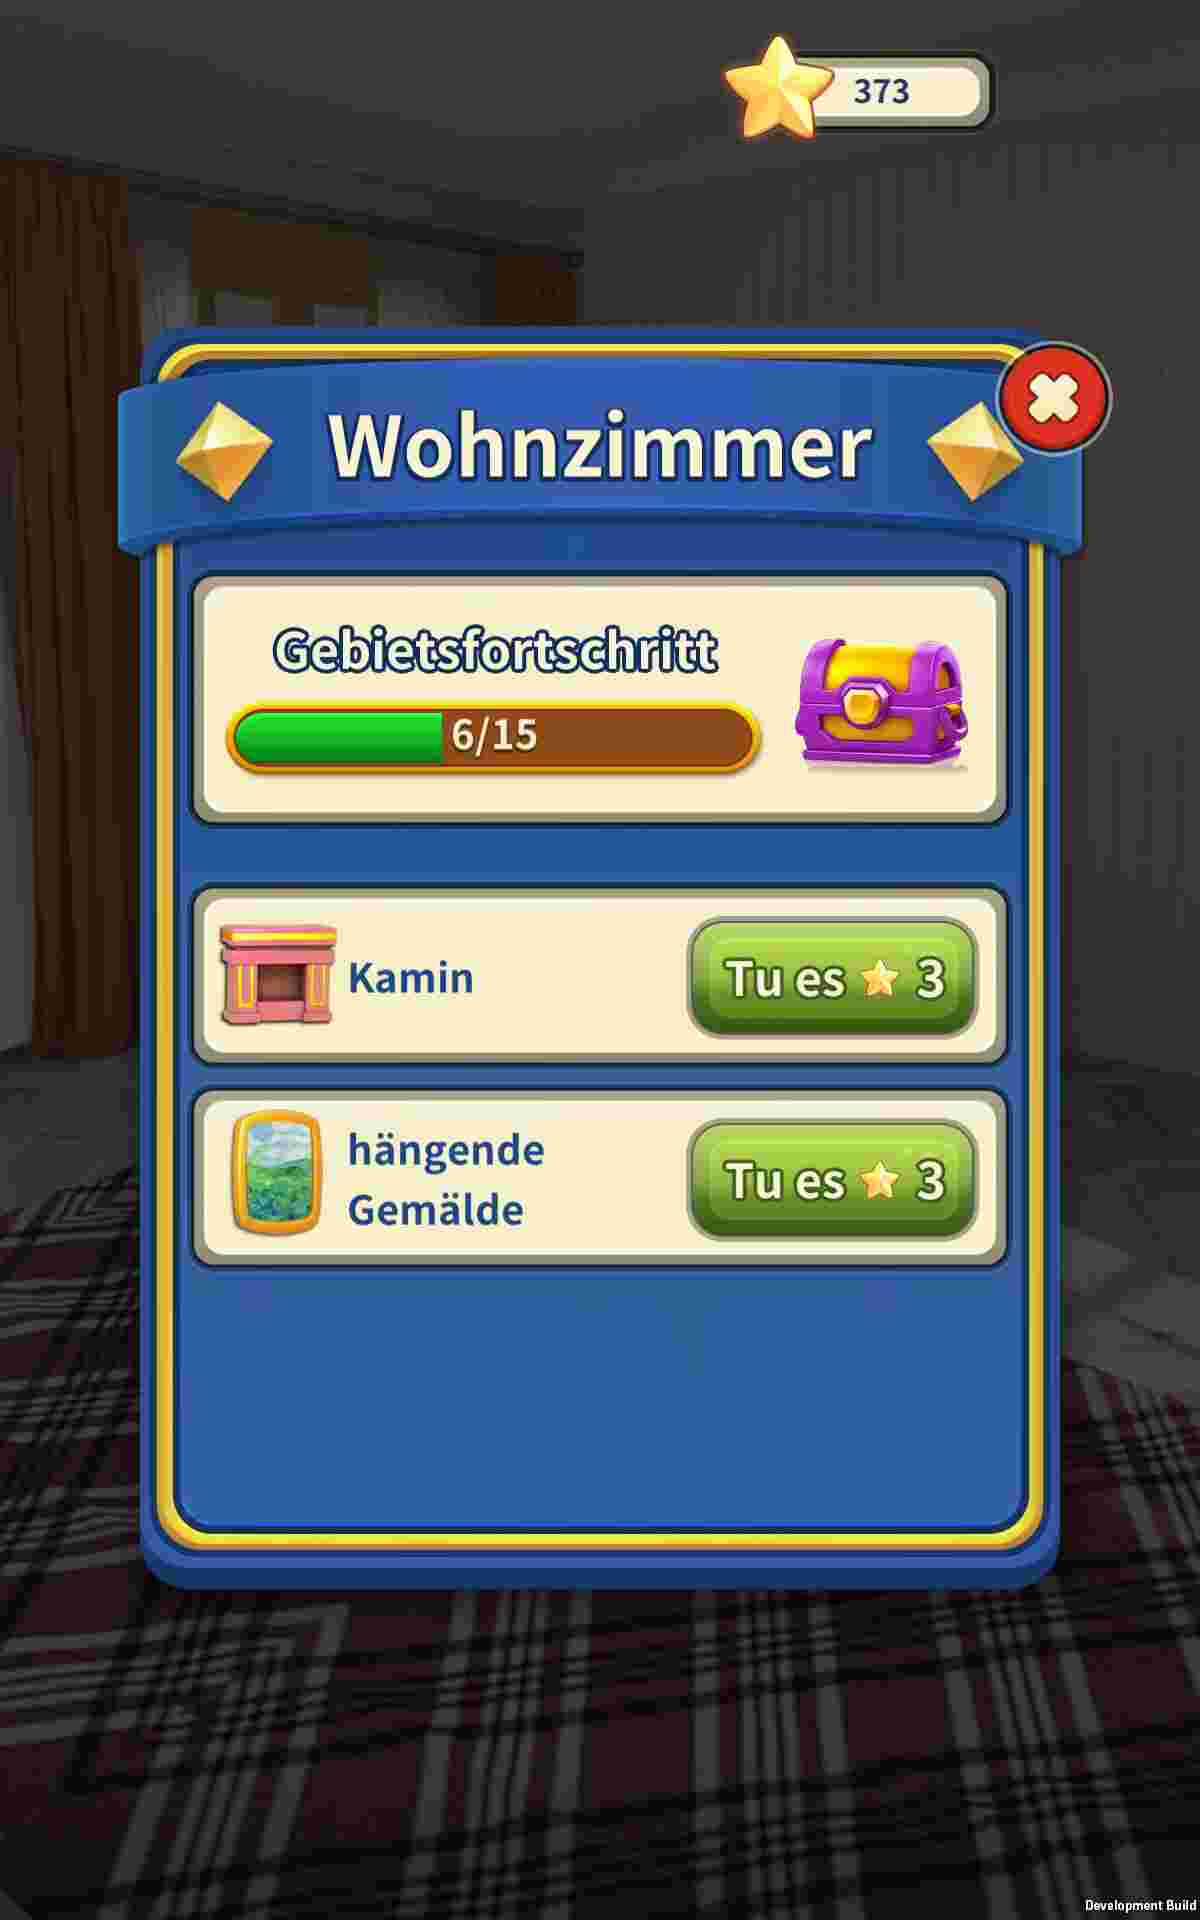 373
Wohnzimmer
Gebietsfortschritt
6/15
Kamin
Tu es 3
hängende
Gemälde
Tu es 3
Development Build